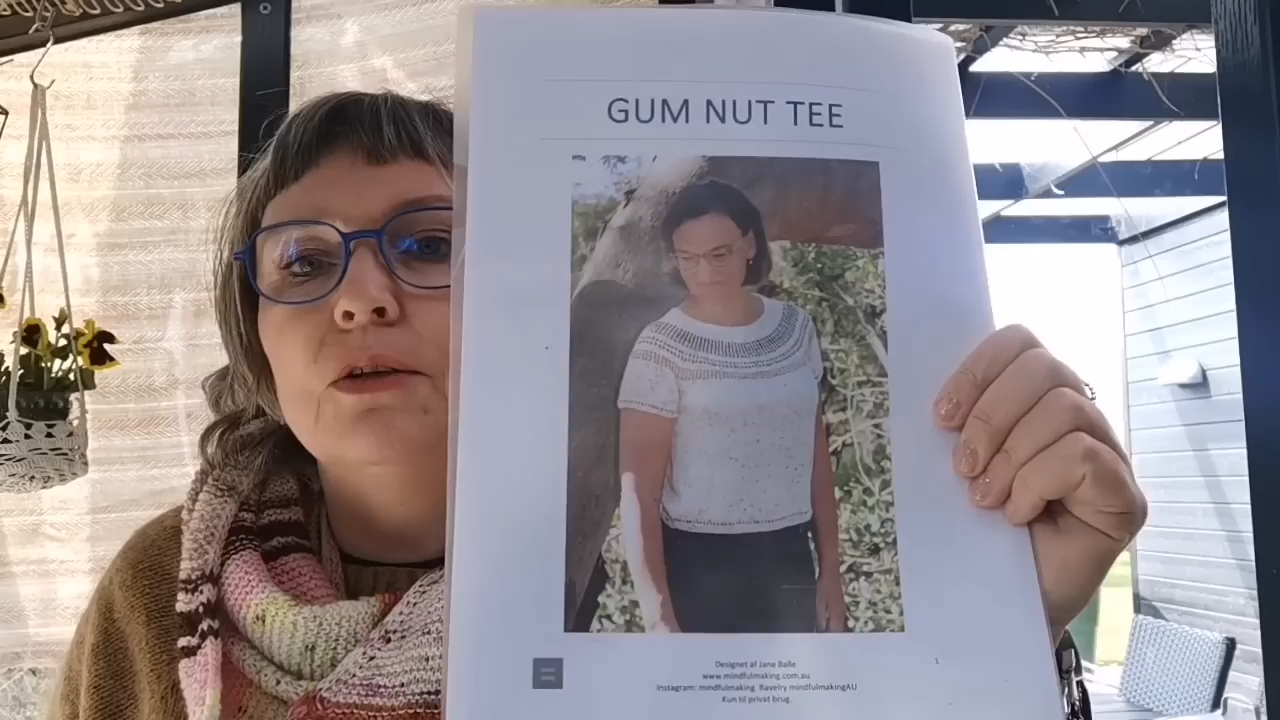 GUM NUT TEE
Designet af Jane Balle
www.mindfulmaking.com.au
Instagram: mindfulmaking Ravelry mindfulmakingAU
Kun til privat brug.
1